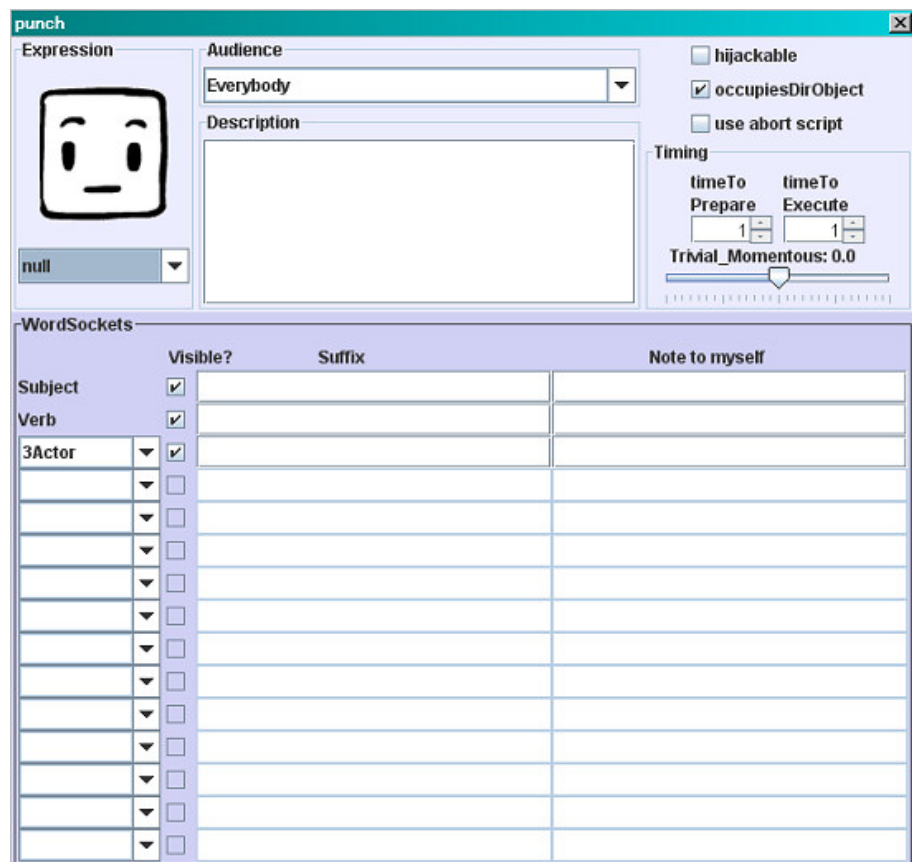 punch
Expression
null
Audience
Everybody
Description
hijackable
occupiesDirObject
use abort script
Timing
timeTo Prepare
1
timeTo Execute
1
Trivial_Momentous: 0.0
WordSockets
Visible? Suffix Note to myself
Subject
Verb
3Actor